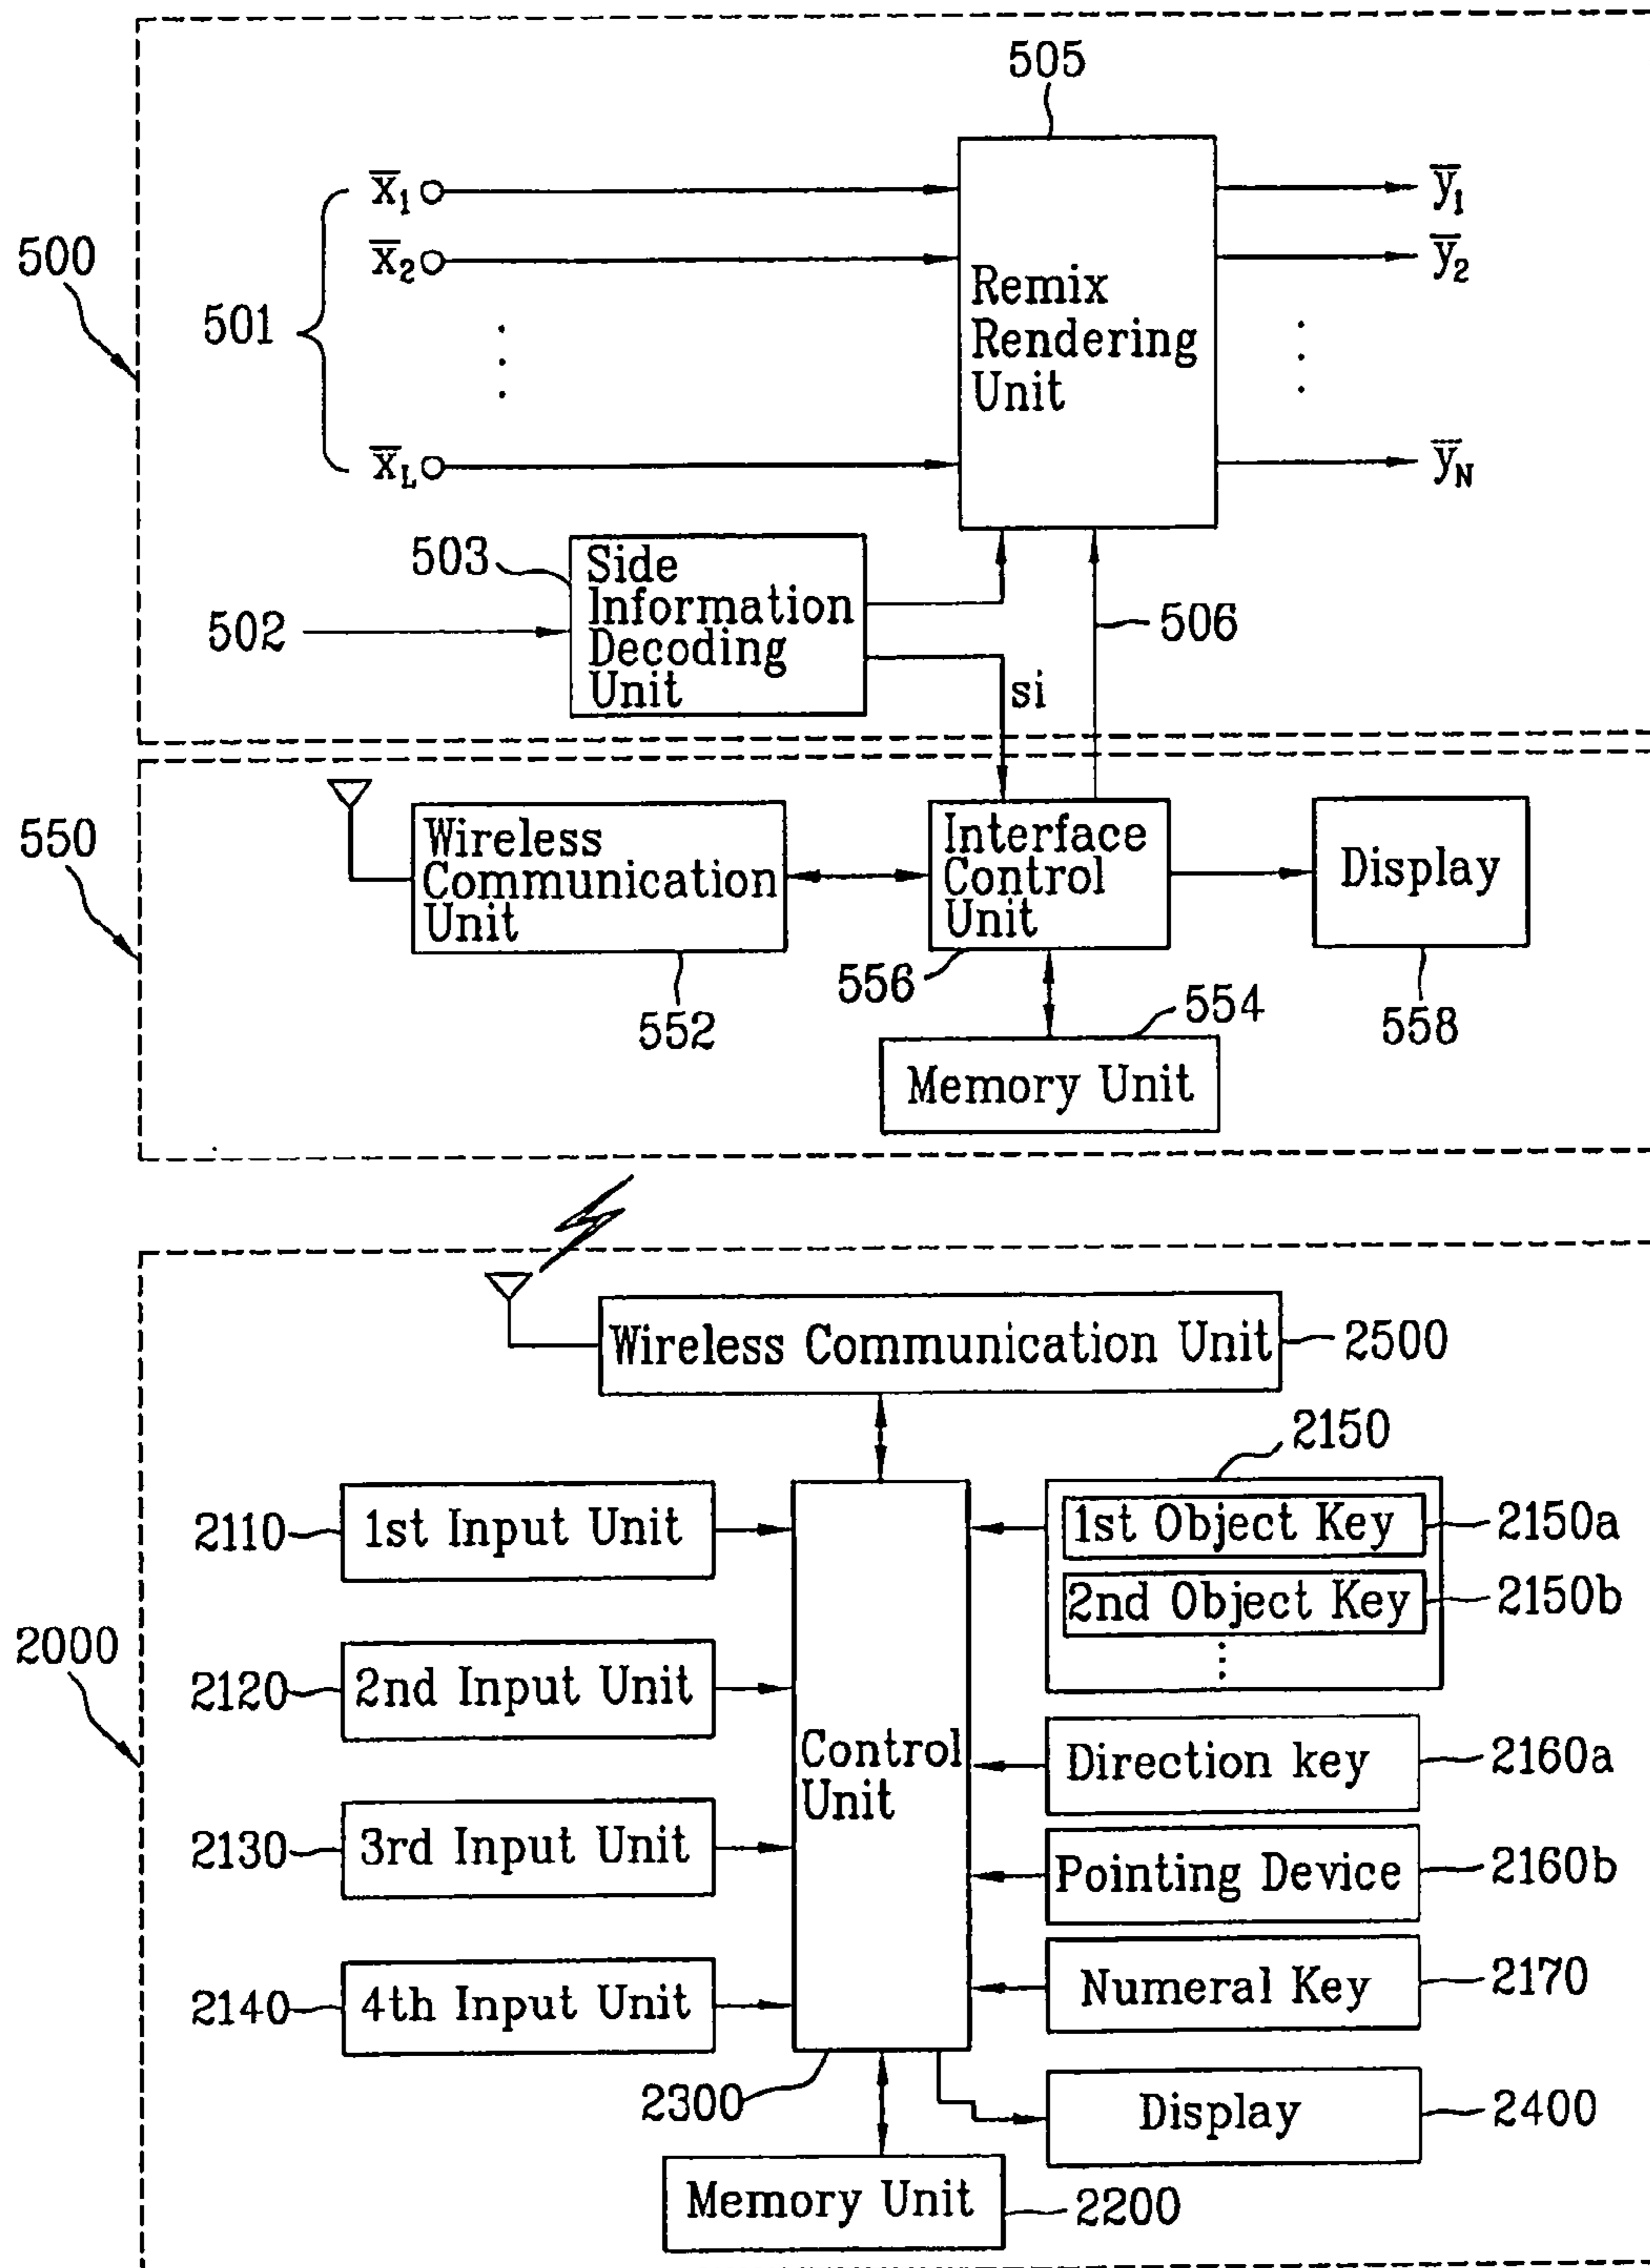 505
x̅₁
y̅₁
500
x̅₂
y̅₂
501
Remix
Rendering
Unit
x̅L
y̅N
503
Side
Information
Decoding
Unit
502
506
si
550
Wireless
Communication
Unit
Interface
Control
Unit
Display
556
554
552
558
Memory Unit
Wireless Communication Unit
2500
2150
2110
1st Input Unit
1st Object Key
2150a
2nd Object Key
2150b
2000
2120
2nd Input Unit
Control
Unit
Direction key
2160a
2130
3rd Input Unit
Pointing Device
2160b
2140
4th Input Unit
Numeral Key
2170
2300
Display
2400
Memory Unit
2200